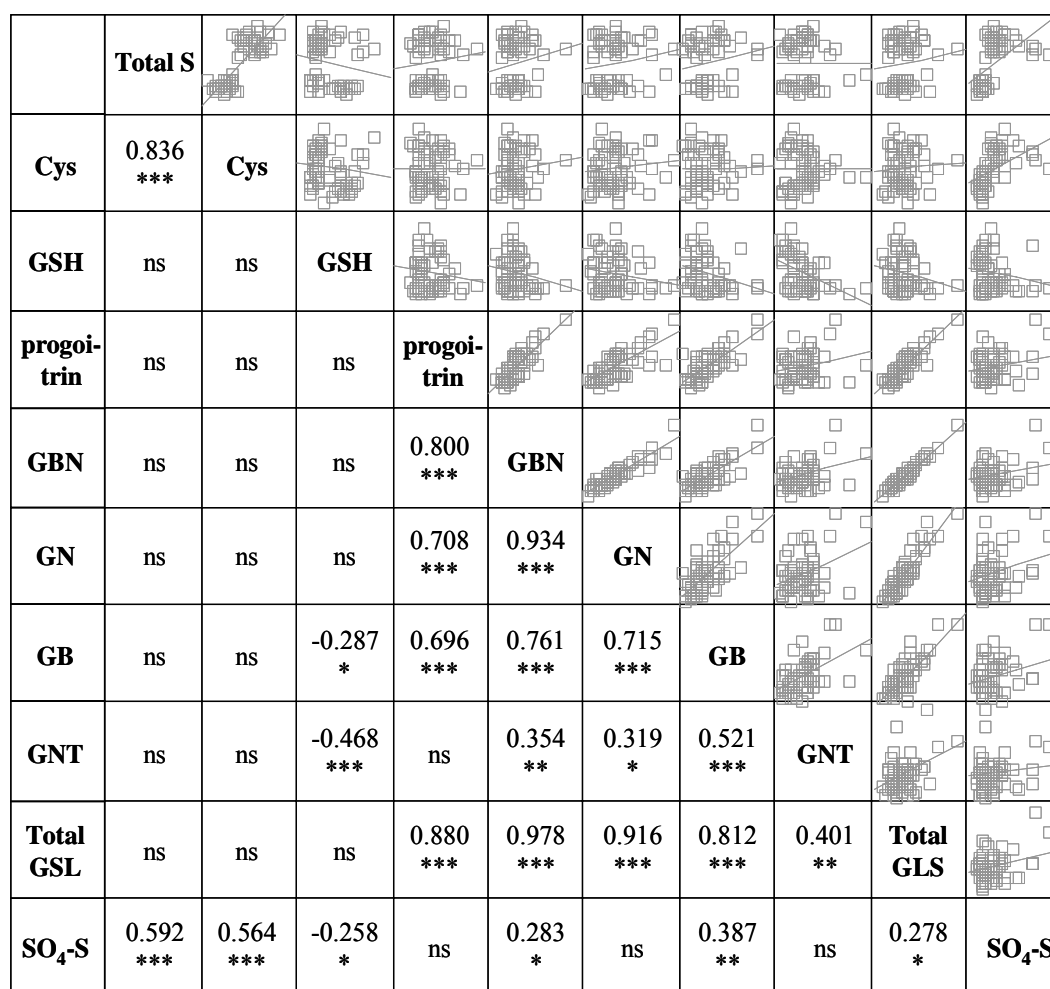 Total S
Cys
0.836
***
Cys
GSH
ns
ns
GSH
progoi-
trin
ns
ns
ns
progoi-
trin
GBN
ns
ns
ns
0.800
***
GBN
GN
ns
ns
ns
0.708
***
0.934
***
GN
GB
ns
ns
-0.287
*
0.696
***
0.761
***
0.715
***
GB
GNT
ns
ns
-0.468
***
ns
0.354
**
0.319
*
0.521
***
GNT
Total
GSL
ns
ns
ns
0.880
***
0.978
***
0.916
***
0.812
***
0.401
**
Total
GLS
SO₄-S
0.592
***
0.564
***
-0.258
*
ns
0.283
*
ns
0.387
**
ns
0.278
*
SO₄-S